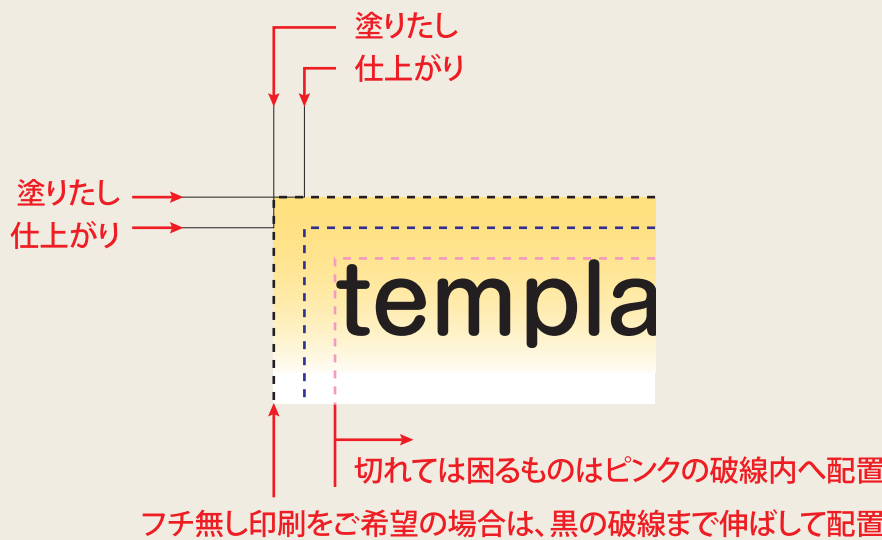 塗りたし
仕上がり
塗りたし
仕上がり
templa
切れては困るものはピンクの破線内へ配置
フチ無し印刷をご希望の場合は、黒の破線まで伸ばして配置